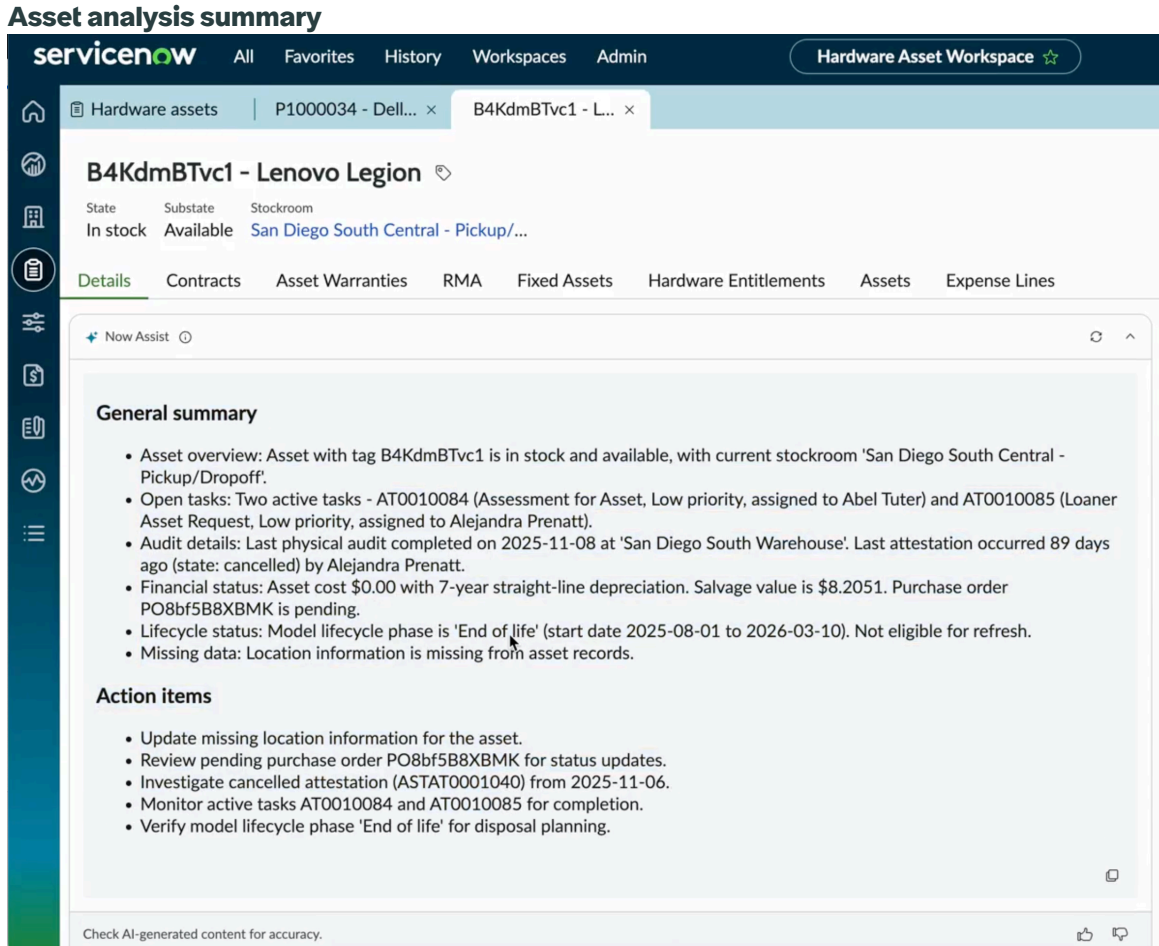 Asset analysis summary
servicenow All Favorites History Workspaces Admin Hardware Asset Workspace
Hardware assets P1000034 - Dell... B4KdmBTvc1 - L...
B4KdmBTvc1 - Lenovo Legion
State Substate Stockroom
In stock Available San Diego South Central - Pickup/...
Details Contracts Asset Warranties RMA Fixed Assets Hardware Entitlements Assets Expense Lines
Now Assist
General summary
• Asset overview: Asset with tag B4KdmBTvc1 is in stock and available, with current stockroom 'San Diego South Central -
Pickup/Dropoff'.
• Open tasks: Two active tasks - AT0010084 (Assessment for Asset, Low priority, assigned to Abel Tuter) and AT0010085 (Loaner
Asset Request, Low priority, assigned to Alejandra Prenatt).
• Audit details: Last physical audit completed on 2025-11-08 at 'San Diego South Warehouse'. Last attestation occurred 89 days
ago (state: cancelled) by Alejandra Prenatt.
• Financial status: Asset cost $0.00 with 7-year straight-line depreciation. Salvage value is $8.2051. Purchase order
PO8bf5B8XBMK is pending.
• Lifecycle status: Model lifecycle phase is 'End of life' (start date 2025-08-01 to 2026-03-10). Not eligible for refresh.
• Missing data: Location information is missing from asset records.
Action items
• Update missing location information for the asset.
• Review pending purchase order PO8bf5B8XBMK for status updates.
• Investigate cancelled attestation (ASTAT0001040) from 2025-11-06.
• Monitor active tasks AT0010084 and AT0010085 for completion.
• Verify model lifecycle phase 'End of life' for disposal planning.
Check AI-generated content for accuracy.